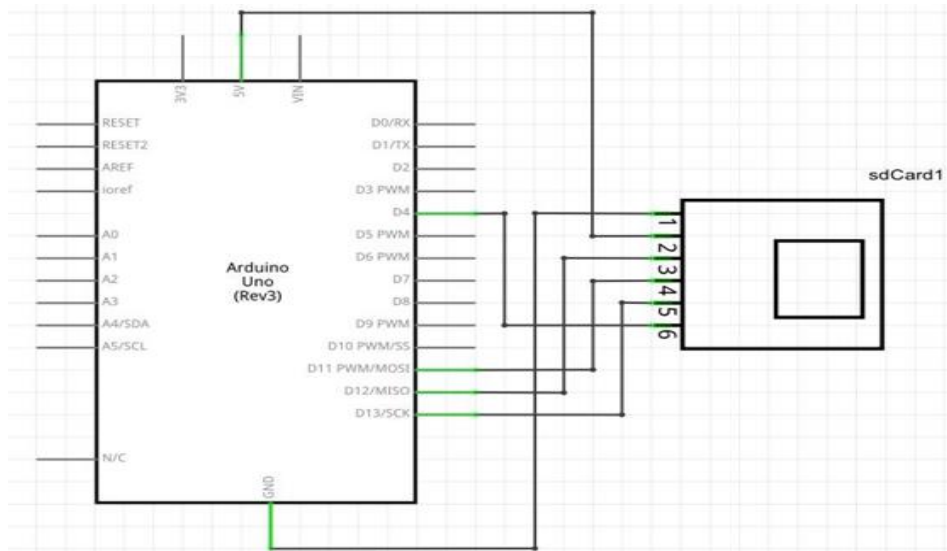 3V3
5V
VIN
RESET
RESET2
AREF
ioref
A0
A1
A2
A3
A4/SDA
A5/SCL
N/C
Arduino
Uno
(Rev3)
D0/RX
D1/TX
D2
D3 PWM
D4
D5 PWM
D6 PWM
D7
D8
D9 PWM
D10 PWM/SS
D11 PWM/MOSI
D12/MISO
D13/SCK
GND
sdCard1
1
2
3
4
5
6